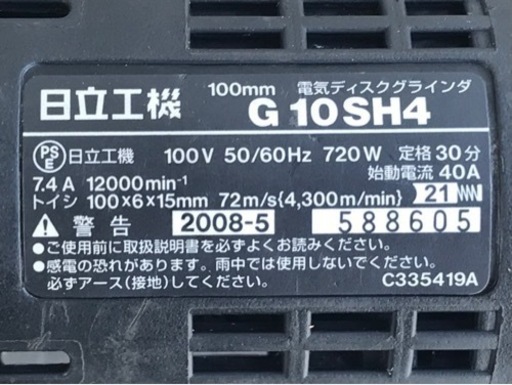 日立工機 100mm 電気ディスクグラインダ
G 10SH4
PSE 日立工機 100V 50/60Hz 720W 定格30分
始動電流 40A
7.4A 12000min⁻¹
トイシ 100×6×15mm 72m/s{4,300m/min} 21
警告 2008-5 588605
●ご使用前に取扱説明書を必ずよくお読みください。
●感電の恐れがあります。雨中では使用しないでください。
必ずアース(接地)してください。 C335419A